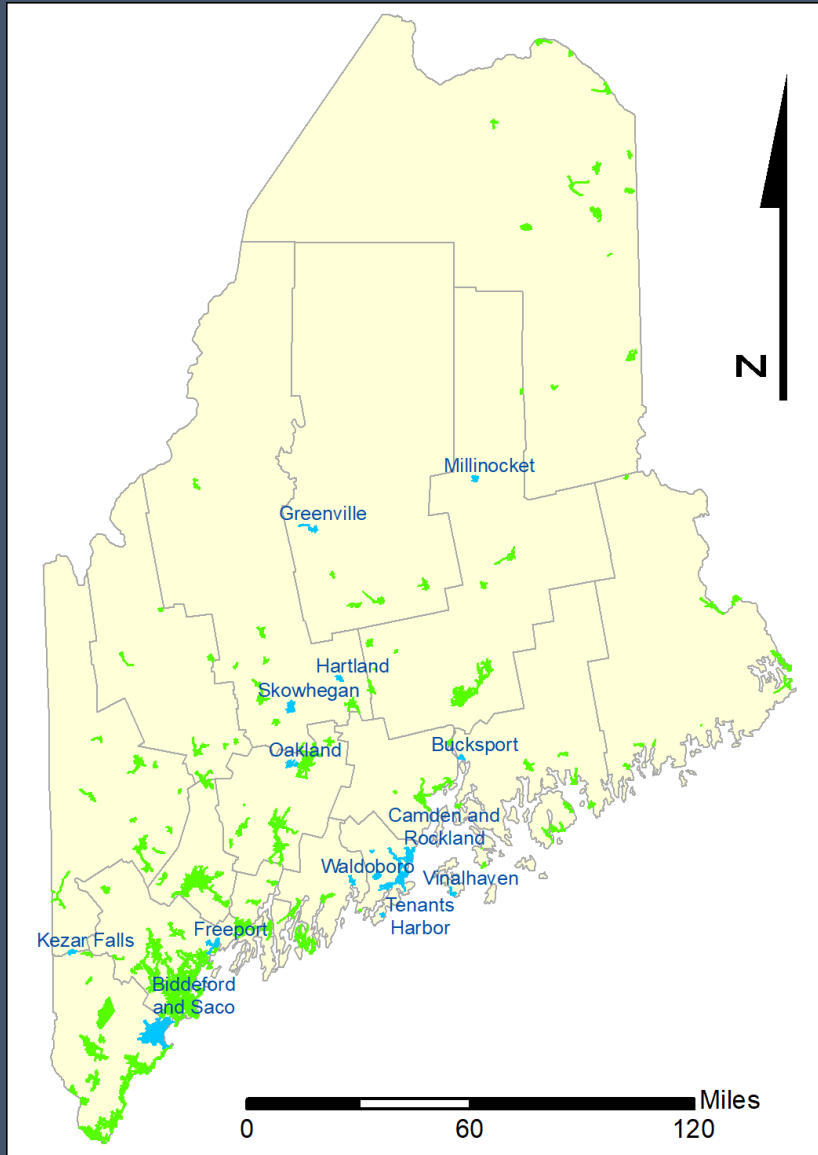 N
Millinocket
Greenville
Hartland
Skowhegan
Oakland
Bucksport
Camden and
Rockland
Waldoboro
Vinalhaven
Tenants
Harbor
Freeport
Kezar Falls
Biddeford
and Saco
Miles
0 60 120